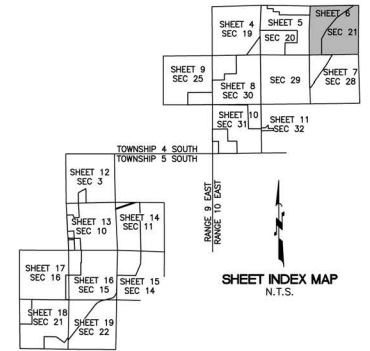 SHEET 4
SEC 19
SHEET 5
SEC 20
SHEET 6
SEC 21
SHEET 9
SEC 25
SHEET 8
SEC 30
SEC 29
SHEET 7
SEC 28
SHEET 10
SEC 31
SHEET 11
SEC 32
TOWNSHIP 4 SOUTH
TOWNSHIP 5 SOUTH
RANGE 9 EAST
RANGE 10 EAST
SHEET 12
SEC 3
SHEET 13
SEC 10
SHEET 14
SEC 11
SHEET 17
SEC 16
SHEET 16
SEC 15
SHEET 15
SEC 14
SHEET 18
SEC 21
SHEET 19
SEC 22
N
SHEET INDEX MAP
N.T.S.